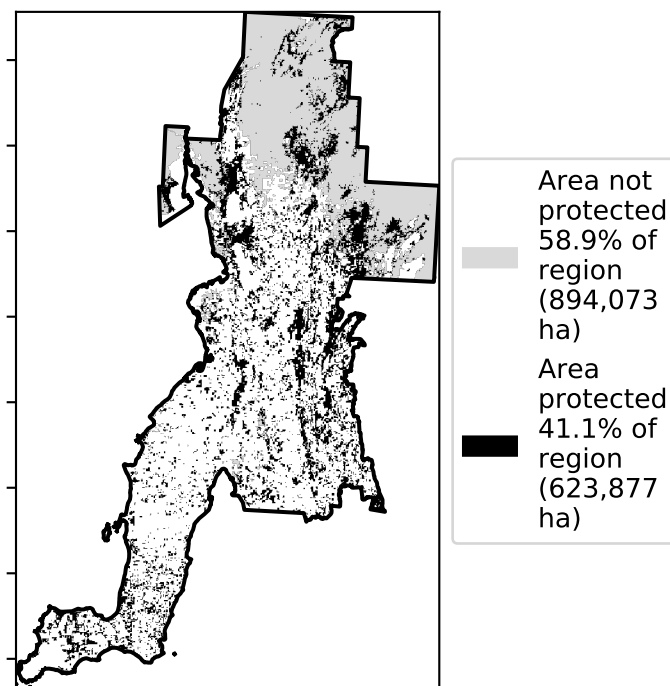 Area not
protected
58.9% of
region
(894,073
ha)
Area
protected
41.1% of
region
(623,877
ha)